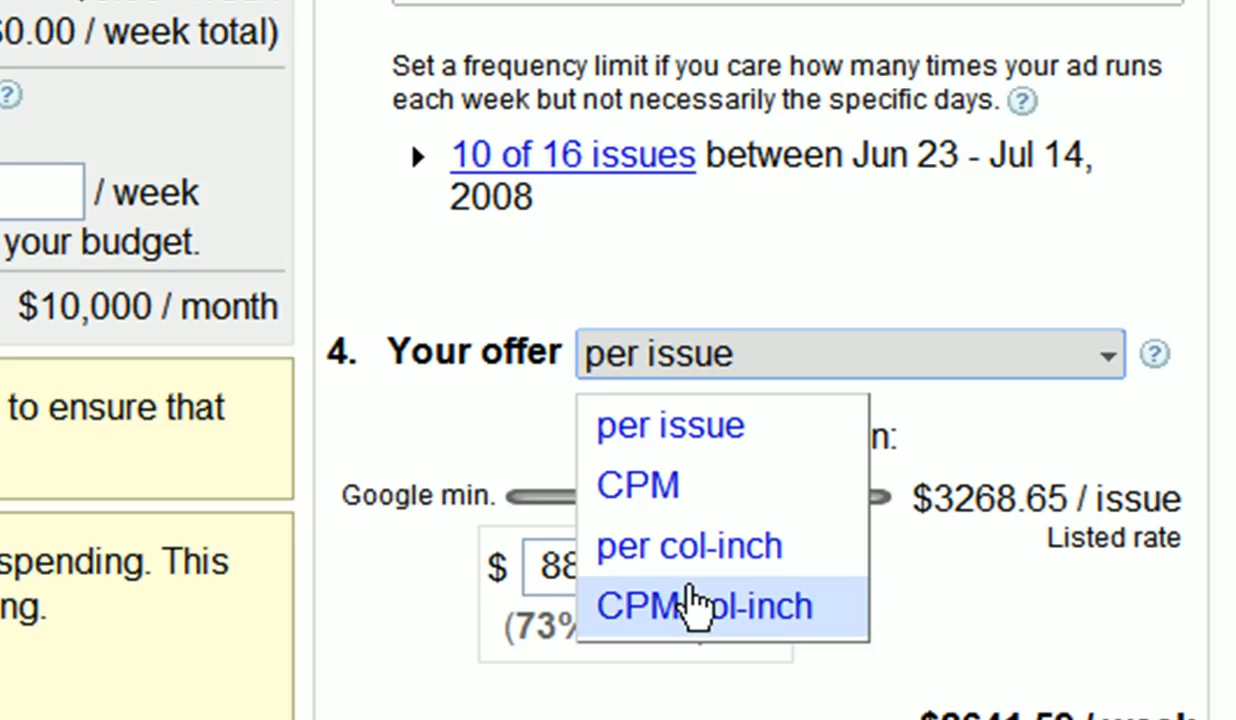 $0.00 / week total)
/ week
your budget.
$10,000 / month
to ensure that
spending. This
ng.
Set a frequency limit if you care how many times your ad runs
each week but not necessarily the specific days. ?
10 of 16 issues between Jun 23 - Jul 14,
2008
4. Your offer per issue ?
per issue
CPM
per col-inch
CPM col-inch
n:
Google min.
$3268.65 / issue
Listed rate
$ 88
(73%